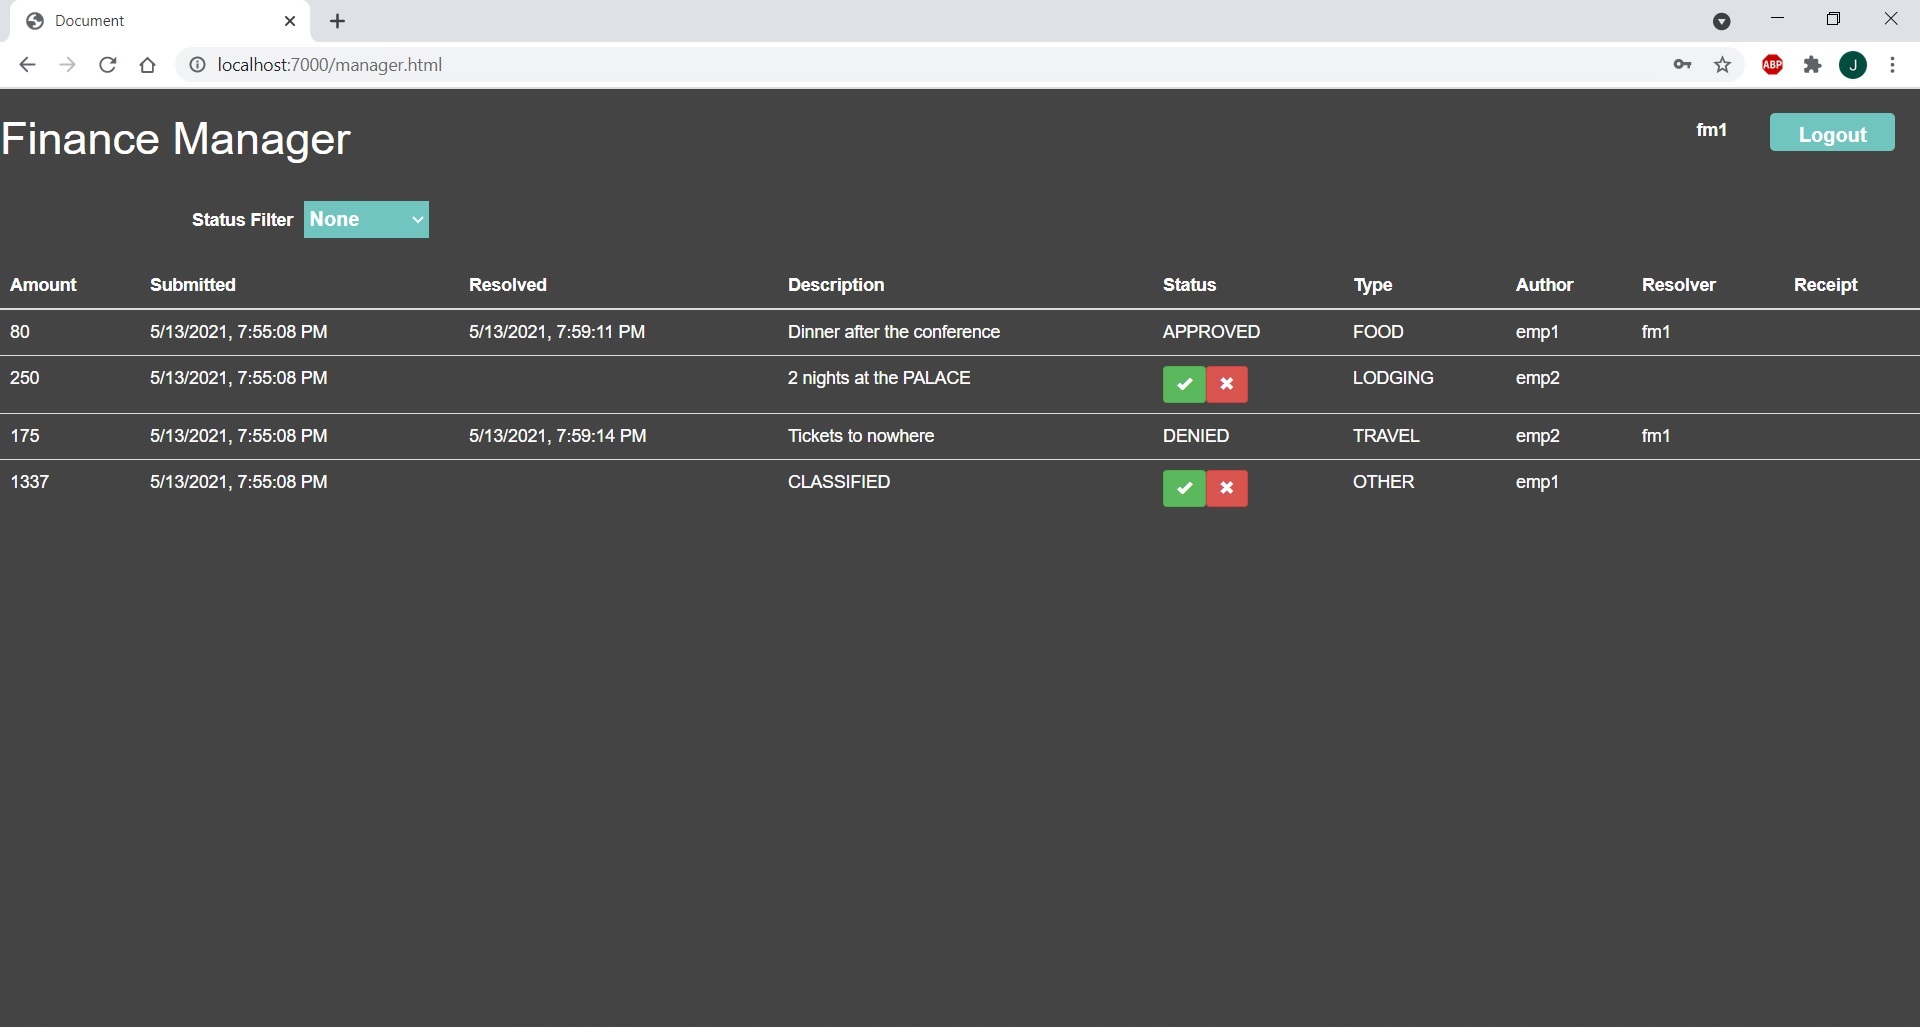 Document
localhost:7000/manager.html
ABP
J
Finance Manager
fm1
Logout
Status Filter None
Amount Submitted Resolved Description Status Type Author Resolver Receipt
80 5/13/2021, 7:55:08 PM 5/13/2021, 7:59:11 PM Dinner after the conference APPROVED FOOD emp1 fm1
250 5/13/2021, 7:55:08 PM 2 nights at the PALACE LODGING emp2
175 5/13/2021, 7:55:08 PM 5/13/2021, 7:59:14 PM Tickets to nowhere DENIED TRAVEL emp2 fm1
1337 5/13/2021, 7:55:08 PM CLASSIFIED OTHER emp1